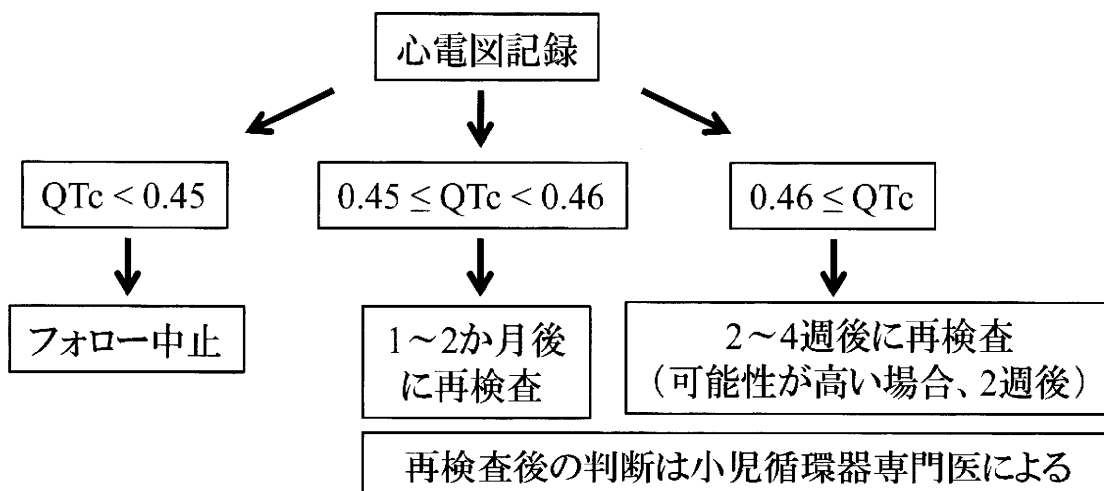 心電図記録
QTc < 0.45
0.45 ≤ QTc < 0.46
0.46 ≤ QTc
フォロー中止
1～2か月後
に再検査
2～4週後に再検査
（可能性が高い場合、2週後）
再検査後の判断は小児循環器専門医による